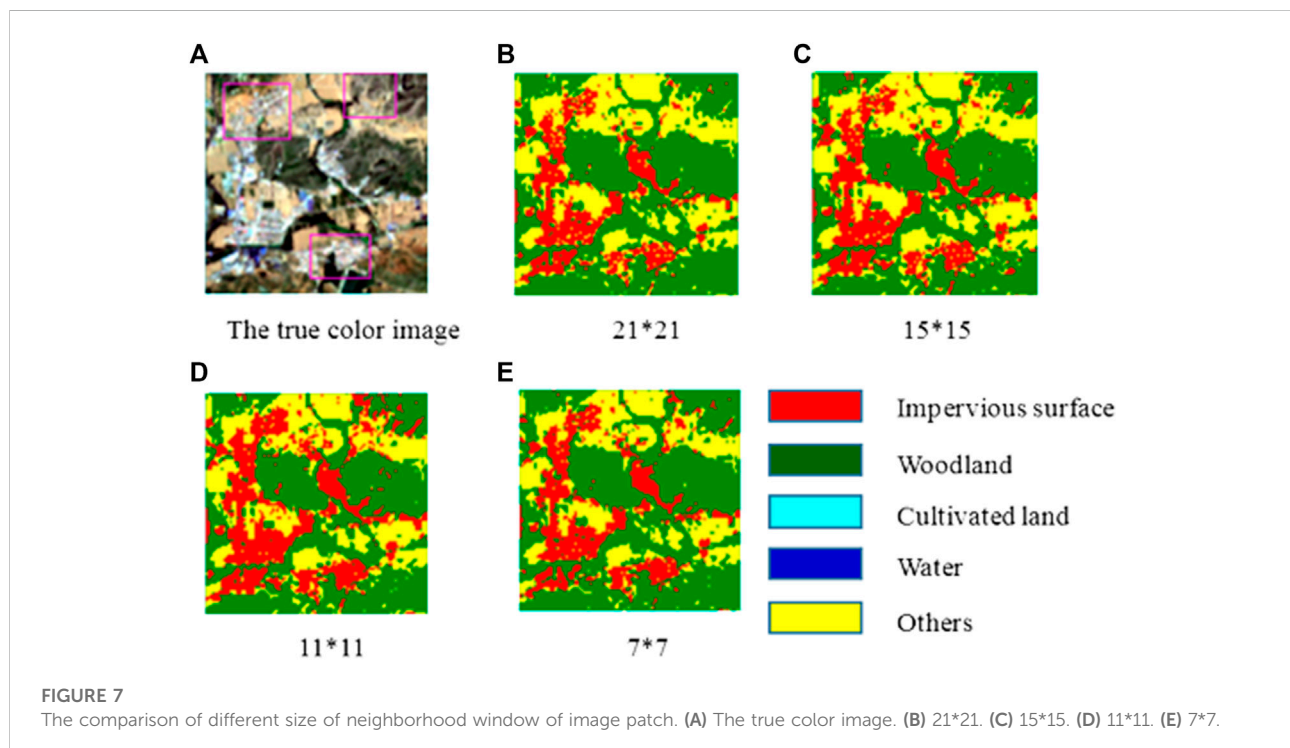 A
B
C
The true color image
21*21
15*15
D
E
11*11
7*7
Impervious surface
Woodland
Cultivated land
Water
Others
FIGURE 7
The comparison of different size of neighborhood window of image patch. (A) The true color image. (B) 21*21. (C) 15*15. (D) 11*11. (E) 7*7.